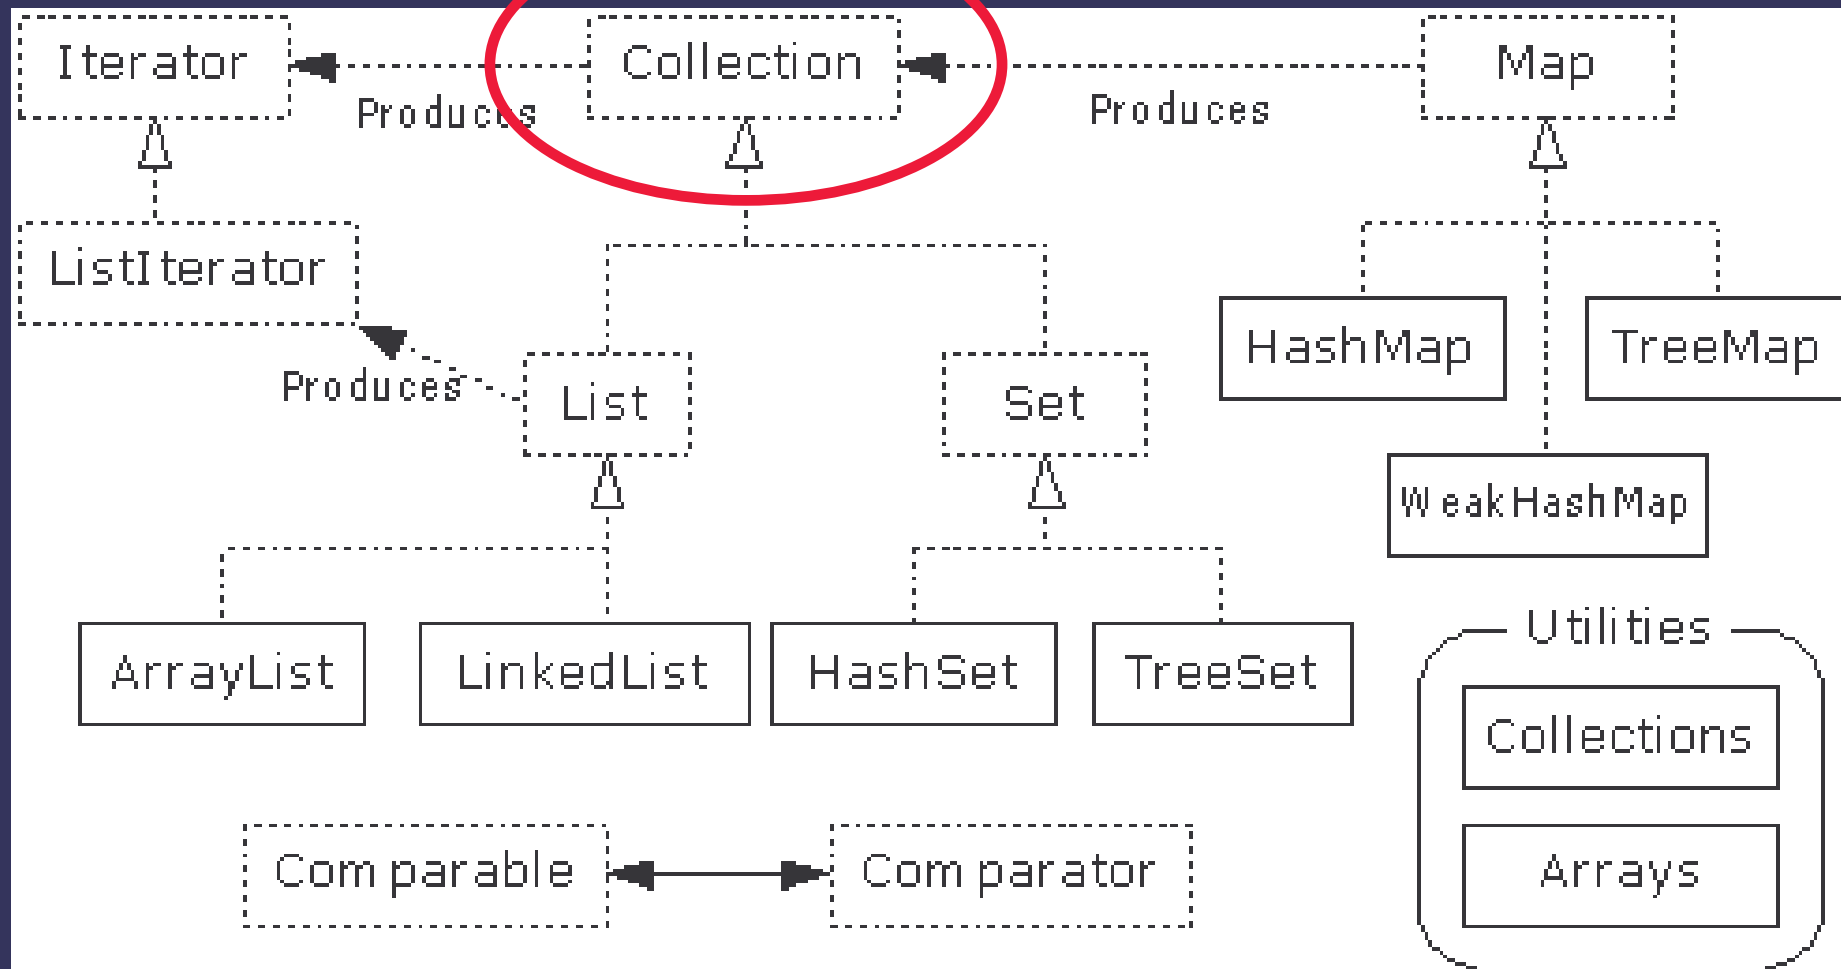 Iterator
Collection
Map
Produces
Produces
ListIterator
HashMap
TreeMap
Produces
List
Set
WeakHashMap
Utilities
ArrayList
LinkedList
HashSet
TreeSet
Collections
Comparable
Comparator
Arrays